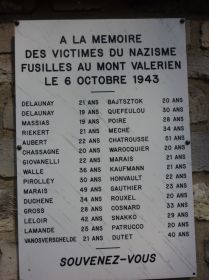 A LA MEMOIRE
DES VICTIMES DU NAZISME
FUSILLES AU MONT VALERIEN
LE 6 OCTOBRE 1943
DELAUNAY 21 ANS BAJTSZTOK 20 ANS
DELAUNAY 19 ANS QUEFEULOU 30 ANS
MASSIAS 19 ANS POIRE 28 ANS
RIEKERT 21 ANS MECHE 34 ANS
AUBERT 22 ANS CHATROUSSE 51 ANS
CHASSAGNE 20 ANS WAROCQUIER 20 ANS
GIOVANELLI 22 ANS MARAIS 21 ANS
WALLE 36 ANS KAUFMANN 21 ANS
PIROLLEY 30 ANS HONVAULT 22 ANS
MARAIS 49 ANS GAUTHIER 23 ANS
DUCHENE 34 ANS ROUXEL 20 ANS
GROSS 28 ANS COSNARD 33 ANS
LELOIR 42 ANS SNAKKO 29 ANS
LAMANDE 25 ANS PATRUCCO 20 ANS
VANOSVERSCHELDE 21 ANS DUTET 40 ANS
SOUVENEZ-VOUS